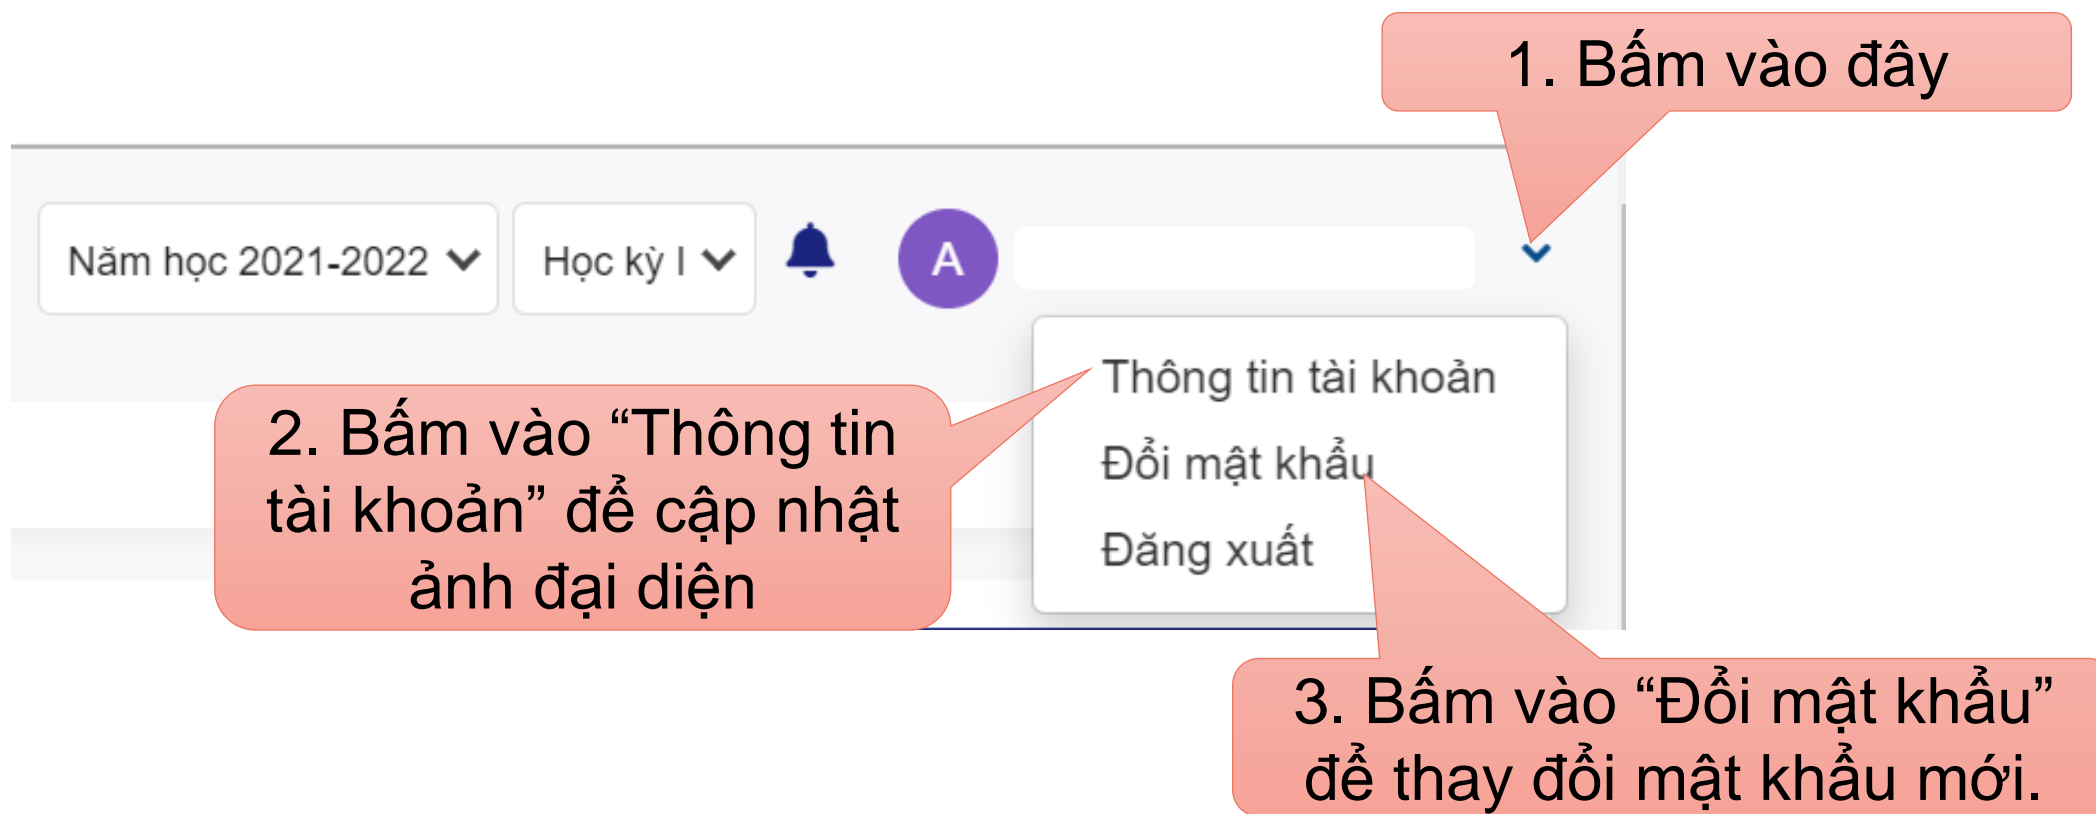 1. Bấm vào đây
Năm học 2021-2022
Học kỳ I
A
Thông tin tài khoản
Đổi mật khẩu
Đăng xuất
2. Bấm vào “Thông tin
tài khoản” để cập nhật
ảnh đại diện
3. Bấm vào “Đổi mật khẩu”
để thay đổi mật khẩu mới.